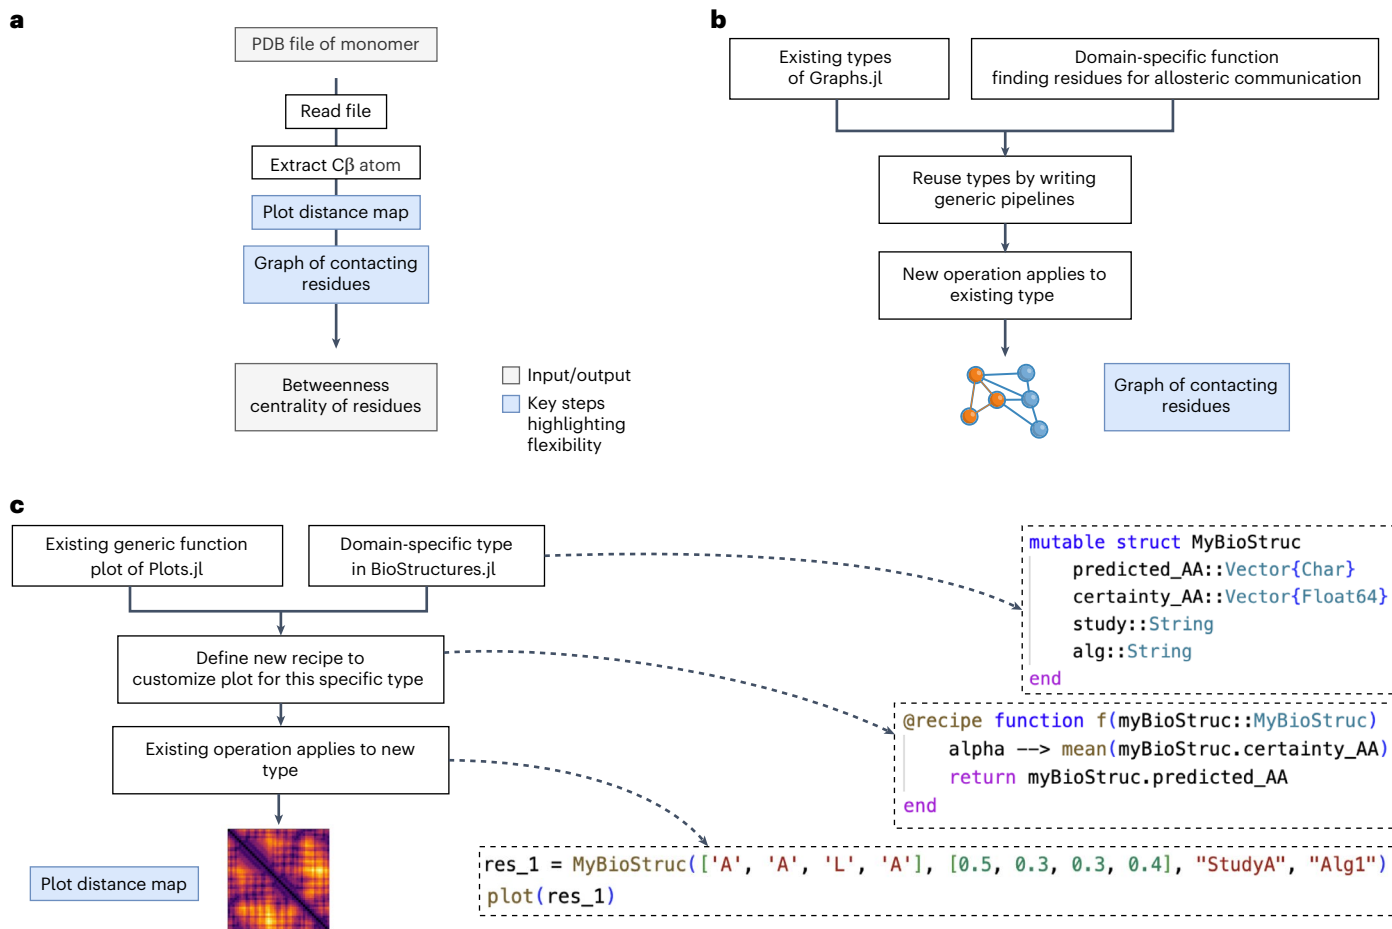 a
PDB file of monomer
Read file
Extract Cβ atom
Plot distance map
Graph of contacting
residues
Betweenness
centrality of residues
Input/output
Key steps
highlighting
flexibility
b
Existing types
of Graphs.jl
Domain-specific function
finding residues for allosteric communication
Reuse types by writing
generic pipelines
New operation applies to
existing type
Graph of contacting
residues
c
Existing generic function
plot of Plots.jl
Domain-specific type
in BioStructures.jl
Define new recipe to
customize plot for this specific type
Existing operation applies to new
type
Plot distance map
mutable struct MyBioStruc
predicted_AA::Vector{Char}
certainty_AA::Vector{Float64}
study::String
alg::String
end
@recipe function f(myBioStruc::MyBioStruc)
alpha --> mean(myBioStruc.certainty_AA)
return myBioStruc.predicted_AA
end
res_1 = MyBioStruc(['A', 'A', 'L', 'A'], [0.5, 0.3, 0.3, 0.4], "StudyA", "Alg1")
plot(res_1)